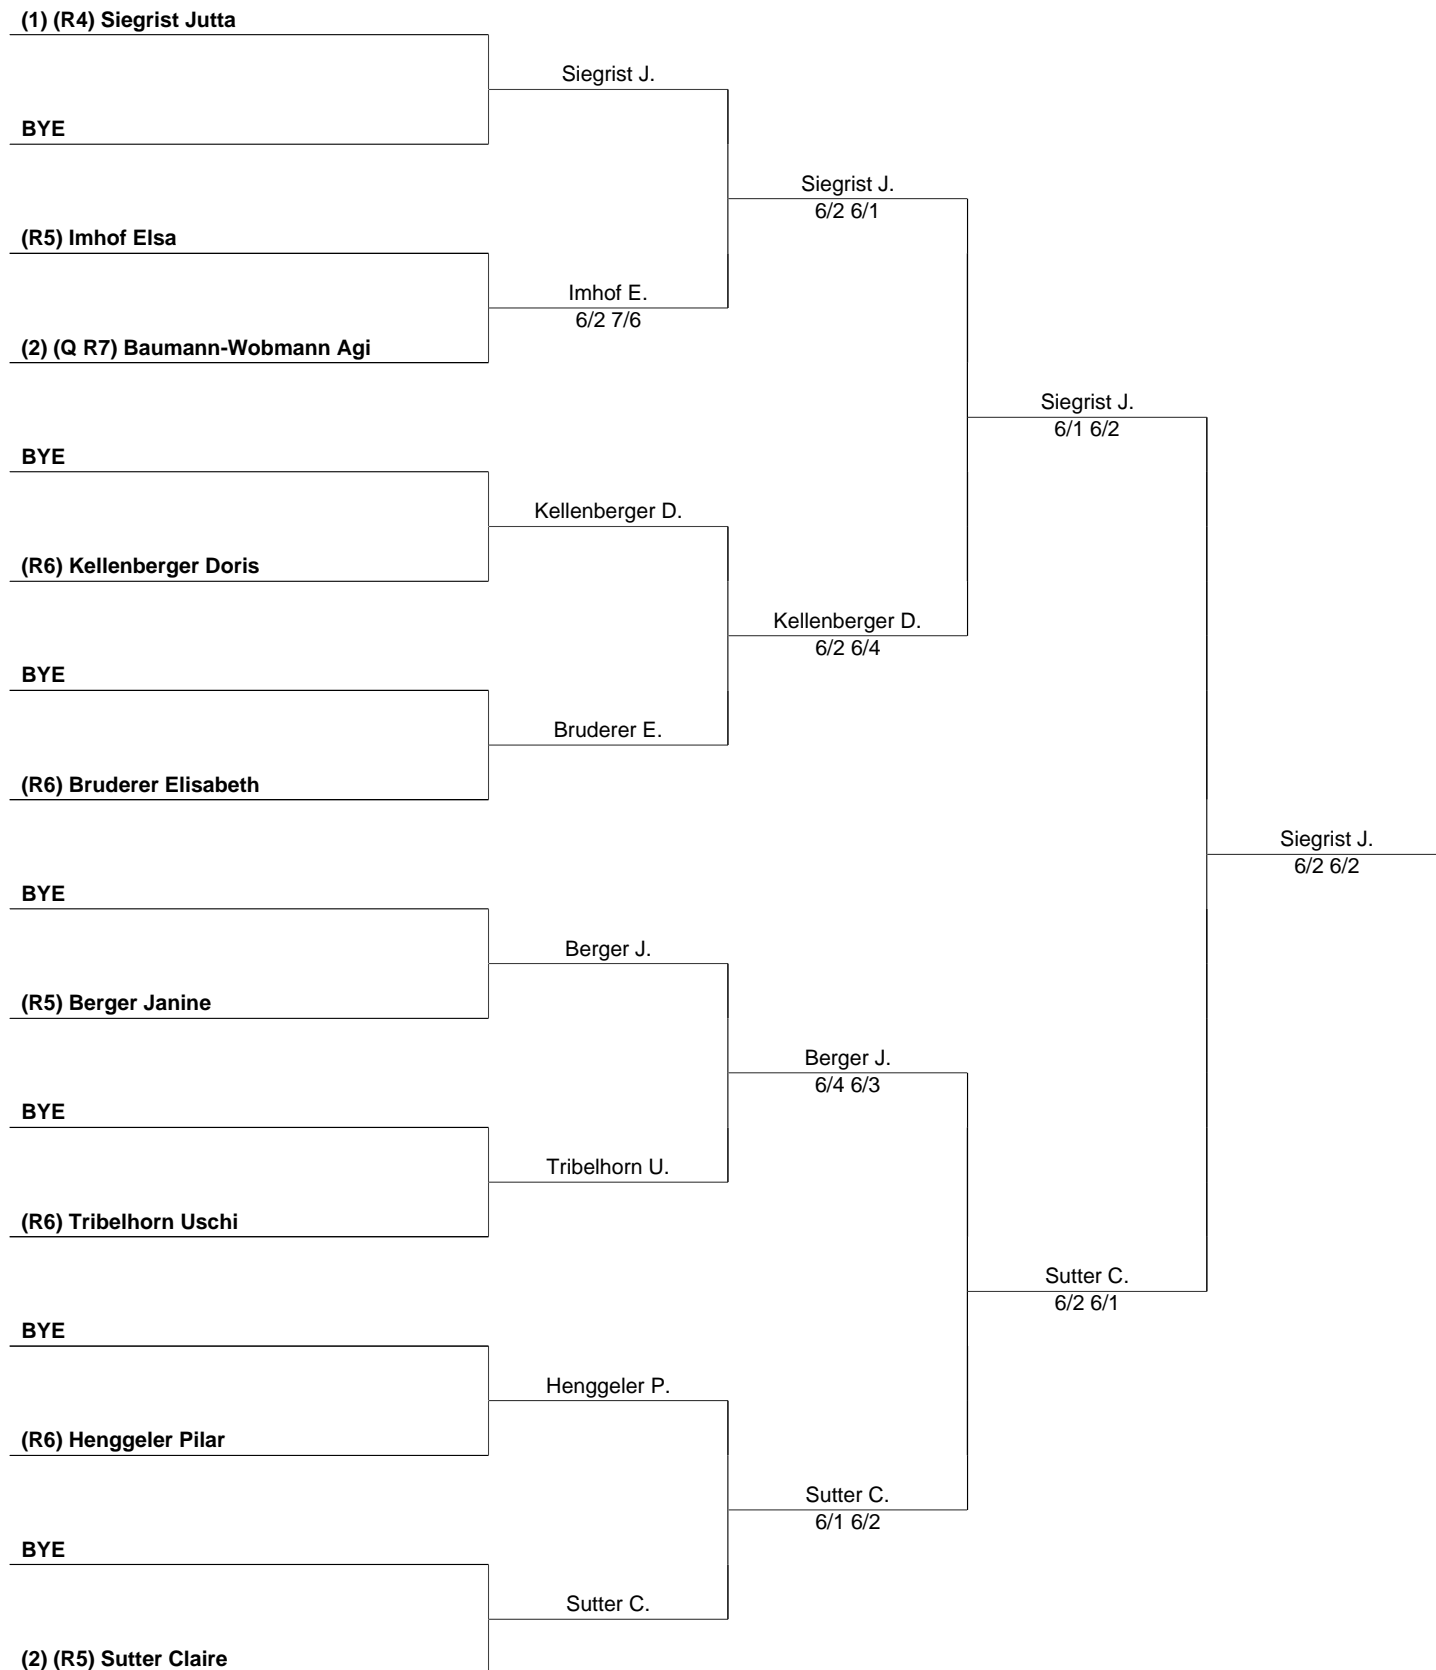 (1) (R4) Siegrist Jutta
Siegrist J.
BYE
Siegrist J.
6/2 6/1
(R5) Imhof Elsa
Imhof E.
6/2 7/6
(2) (Q R7) Baumann-Wobmann Agi
Siegrist J.
6/1 6/2
BYE
Kellenberger D.
(R6) Kellenberger Doris
Kellenberger D.
6/2 6/4
BYE
Bruderer E.
(R6) Bruderer Elisabeth
Siegrist J.
6/2 6/2
BYE
Berger J.
(R5) Berger Janine
Berger J.
6/4 6/3
BYE
Tribelhorn U.
(R6) Tribelhorn Uschi
Sutter C.
6/2 6/1
BYE
Henggeler P.
(R6) Henggeler Pilar
Sutter C.
6/1 6/2
BYE
Sutter C.
(2) (R5) Sutter Claire